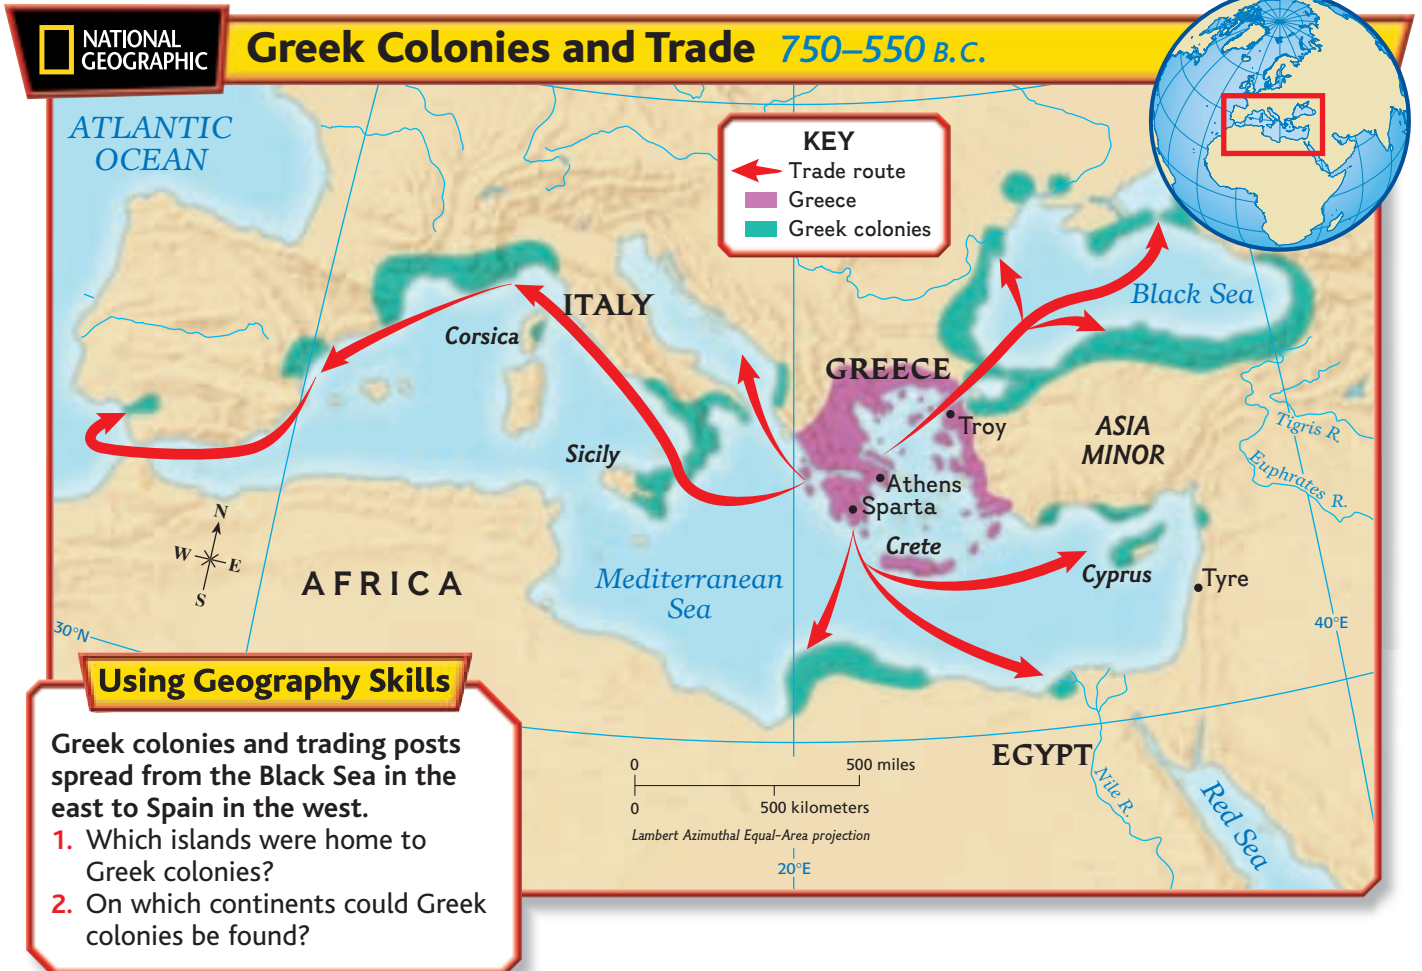 NATIONAL
GEOGRAPHIC
Greek Colonies and Trade 750–550 B.C.
ATLANTIC
OCEAN
KEY
Trade route
Greece
Greek colonies
Black Sea
ITALY
Corsica
GREECE
Troy
ASIA
MINOR
Tigris R.
Euphrates R.
Sicily
Athens
Sparta
Crete
N
W E
S
AFRICA
Mediterranean
Sea
Cyprus
Tyre
30°N
40°E
EGYPT
Nile R.
Red Sea
0 500 miles
0 500 kilometers
Lambert Azimuthal Equal-Area projection
20°E
Using Geography Skills
Greek colonies and trading posts
spread from the Black Sea in the
east to Spain in the west.
1. Which islands were home to
Greek colonies?
2. On which continents could Greek
colonies be found?